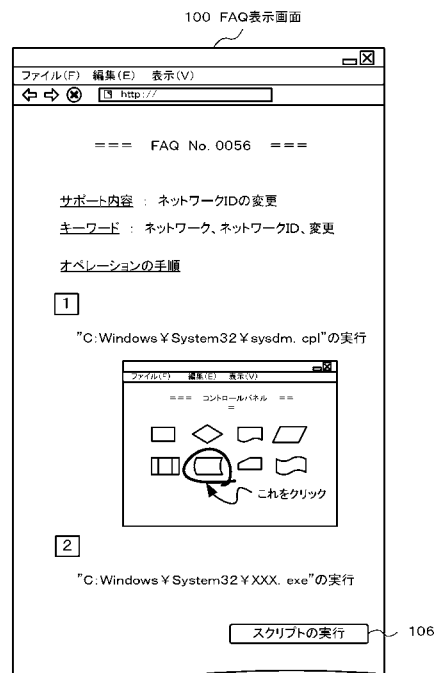 100 FAQ表示画面
ファイル(F) 編集(E) 表示(V)
http://
=== FAQ No. 0056 ===
サポート内容 : ネットワークIDの変更
キーワード : ネットワーク、ネットワークID、変更
オペレーションの手順
1
"C:Windows¥System32¥sysdm. cpl"の実行
ファイル(F) 編集(E) 表示(V)
=== コントロールパネル ==
=
これをクリック
2
"C:Windows¥System32¥XXX. exe"の実行
スクリプトの実行 106